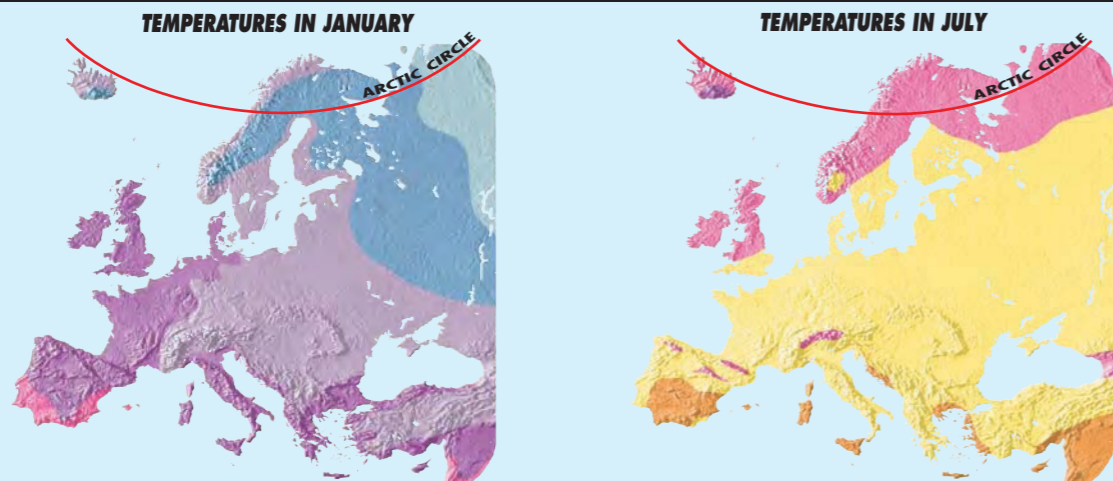 TEMPERATURES IN JANUARY
ARCTIC CIRCLE
TEMPERATURES IN JULY
ARCTIC CIRCLE